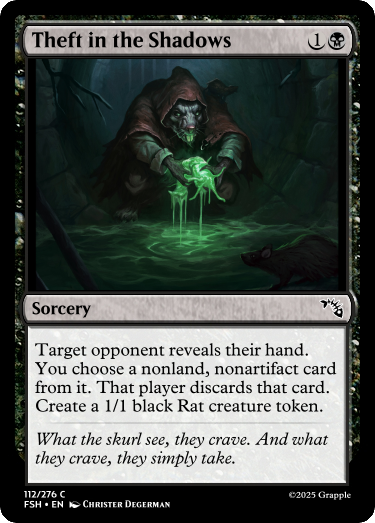 Theft in the Shadows 1
Sorcery
Target opponent reveals their hand.
You choose a nonland, nonartifact card
from it. That player discards that card.
Create a 1/1 black Rat creature token.
What the skurl see, they crave. And what
they crave, they simply take.
112/276 C
FSH • EN Christer Degerman
©2025 Grapple